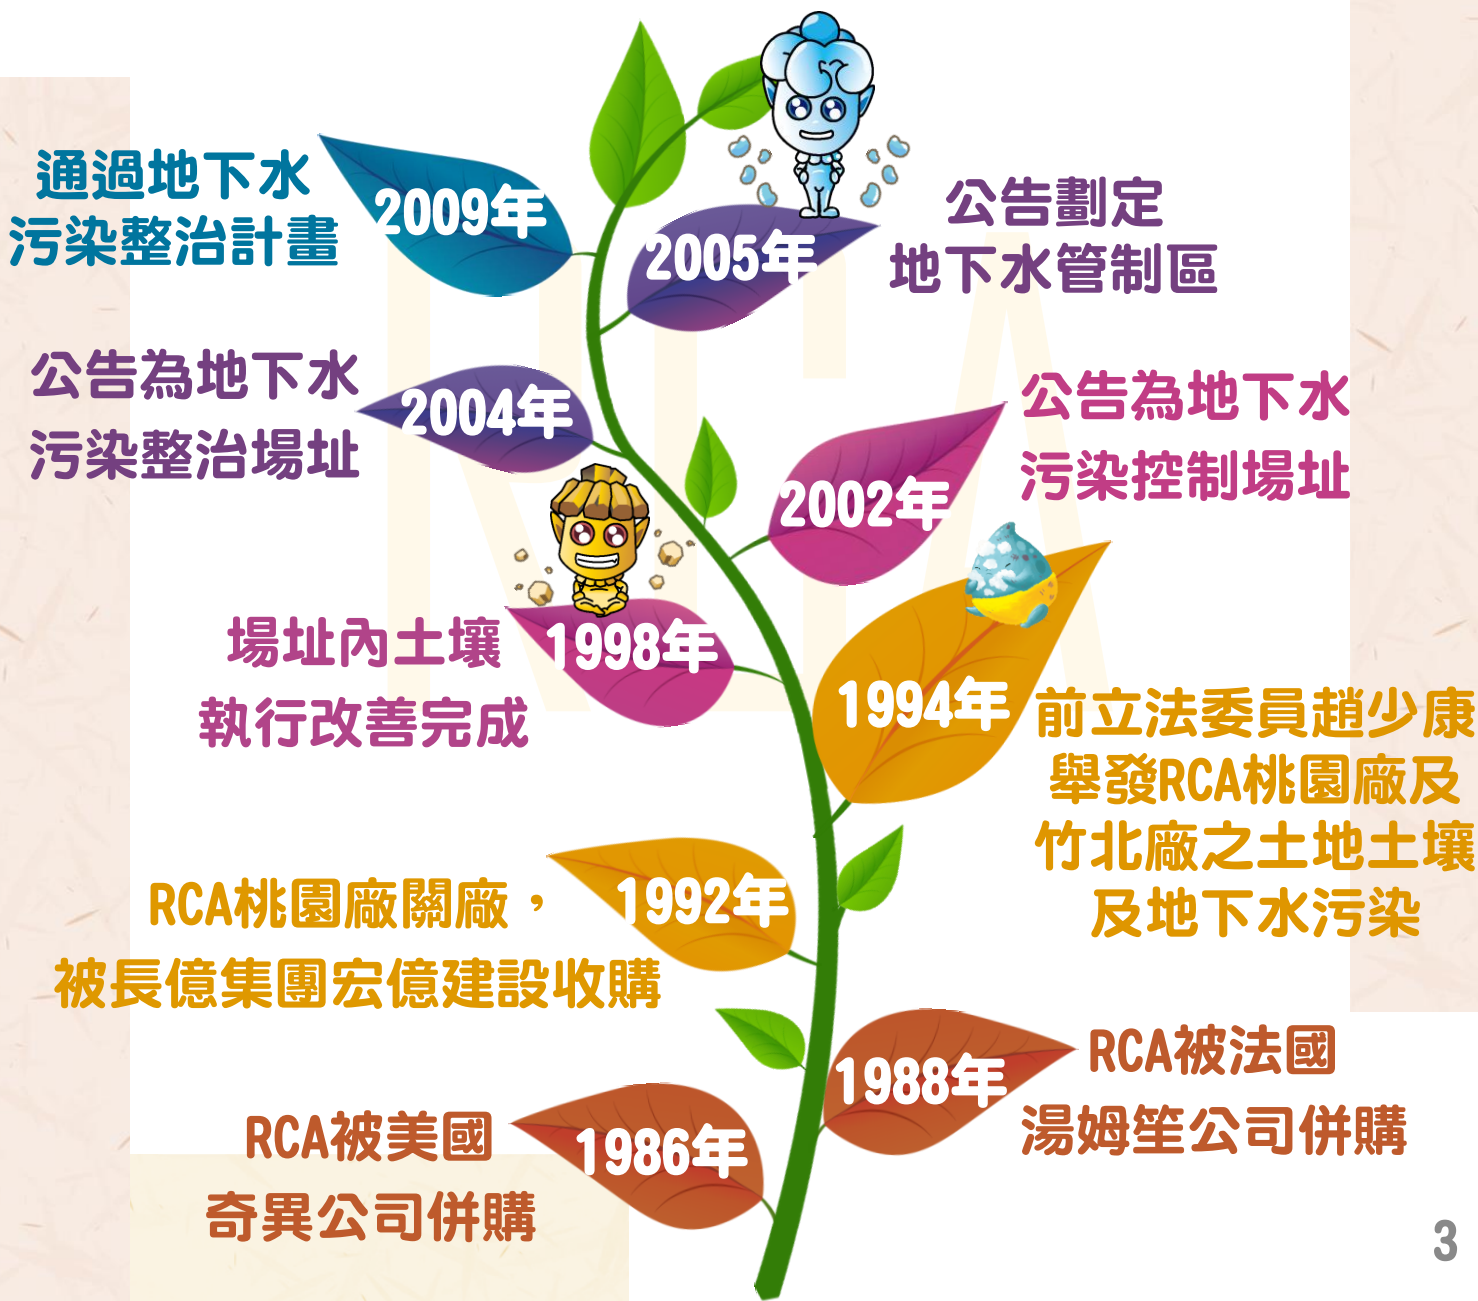 通過地下水
污染整治計畫
2009年
2005年
公告劃定
地下水管制區
公告為地下水
污染整治場址
2004年
2002年
公告為地下水
污染控制場址
場址內土壤
執行改善完成
1998年
1994年
前立法委員趙少康
舉發RCA桃園廠及
竹北廠之土地土壤
及地下水污染
RCA桃園廠關廠，
被長億集團宏億建設收購
1992年
1988年
RCA被法國
湯姆笙公司併購
RCA被美國
奇異公司併購
1986年
RCA
3